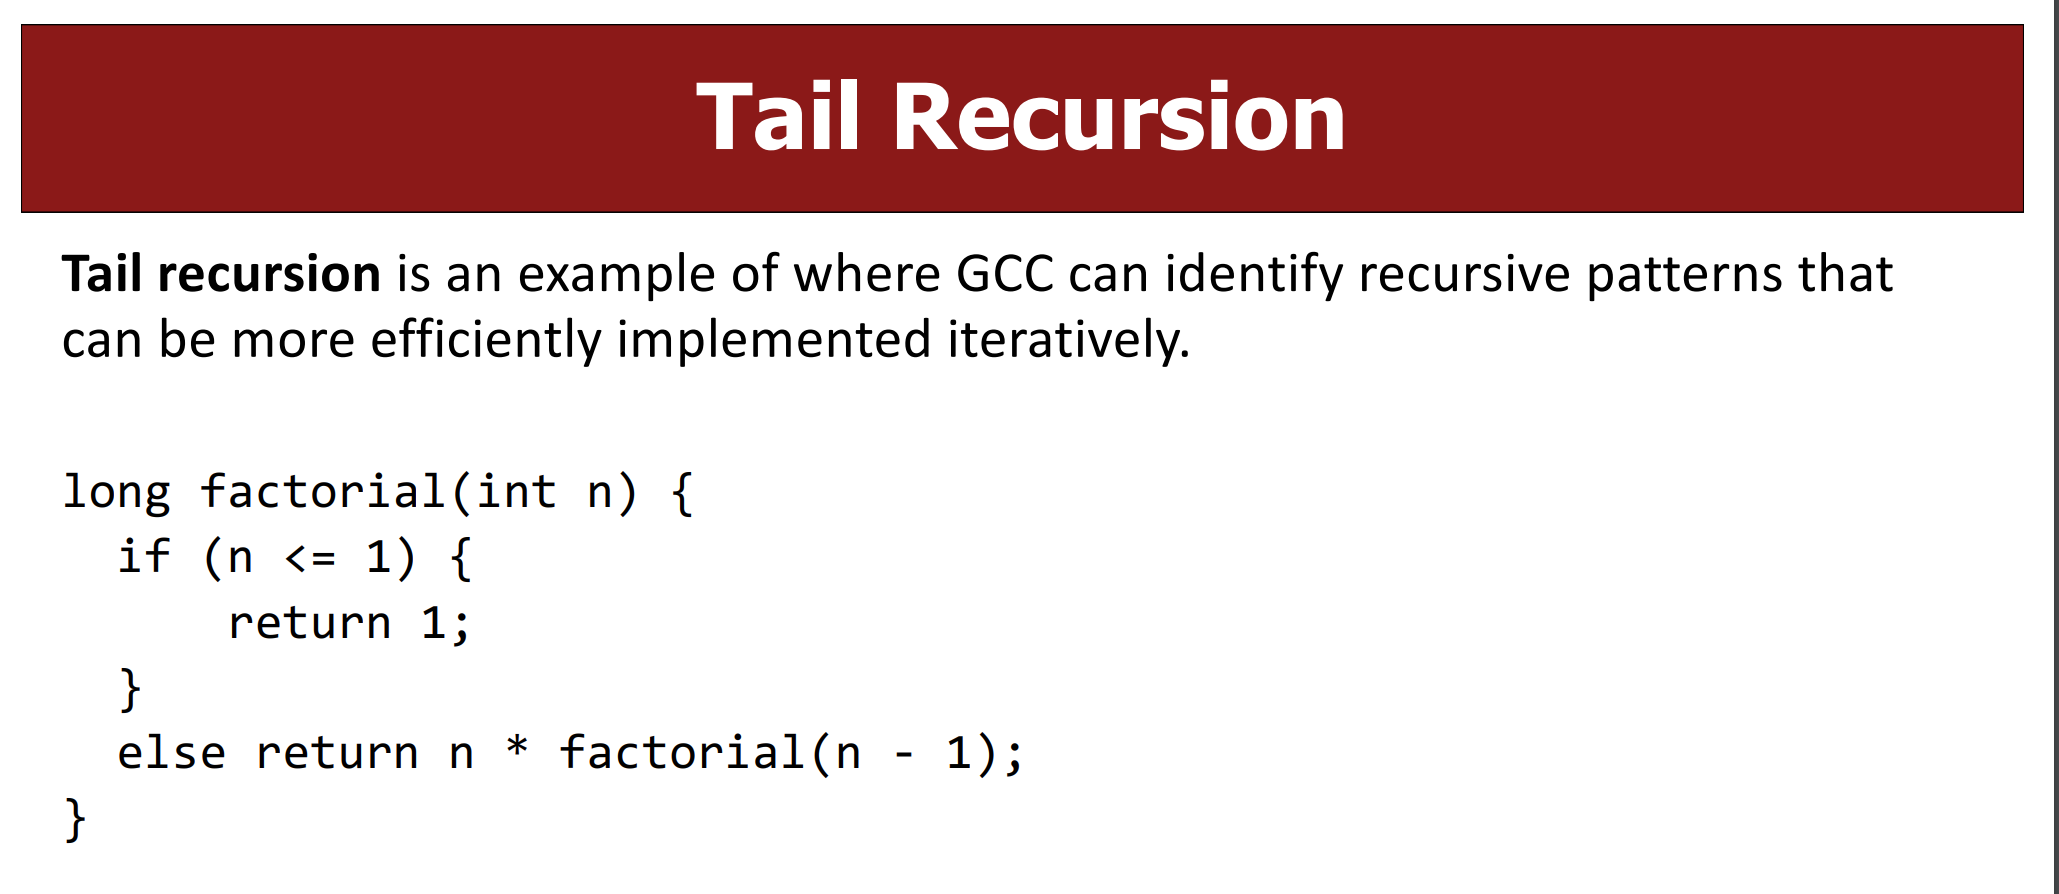 Tail Recursion
Tail recursion is an example of where GCC can identify recursive patterns that
can be more efficiently implemented iteratively.
long factorial(int n) {
  if (n <= 1) {
      return 1;
  }
  else return n * factorial(n - 1);
}